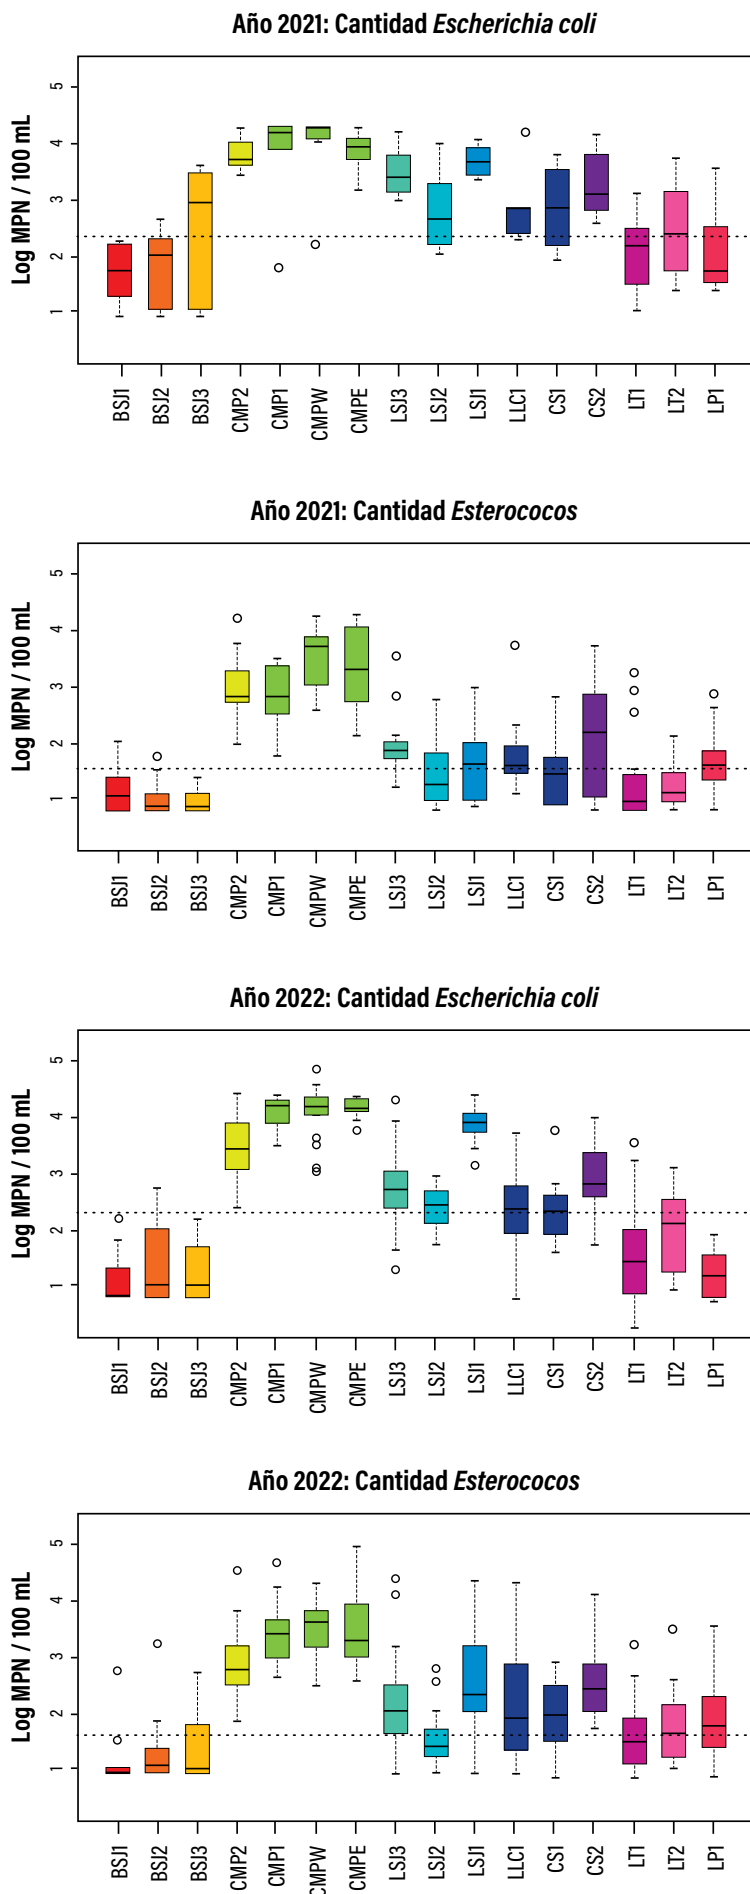 Año 2021: Cantidad Escherichia coli
Log MPN / 100 mL
5
4
3
2
1
BSJ1 BSJ2 BSJ3 CMP2 CMP1 CMPW CMPE LSJ3 LSJ2 LSJ1 LLC1 CS1 CS2 LT1 LT2 LP1
Año 2021: Cantidad Esterococos
Log MPN / 100 mL
5
4
3
2
1
BSJ1 BSJ2 BSJ3 CMP2 CMP1 CMPW CMPE LSJ3 LSJ2 LSJ1 LLC1 CS1 CS2 LT1 LT2 LP1
Año 2022: Cantidad Escherichia coli
Log MPN / 100 mL
5
4
3
2
1
BSJ1 BSJ2 BSJ3 CMP2 CMP1 CMPW CMPE LSJ3 LSJ2 LSJ1 LLC1 CS1 CS2 LT1 LT2 LP1
Año 2022: Cantidad Esterococos
Log MPN / 100 mL
5
4
3
2
1
BSJ1 BSJ2 BSJ3 CMP2 CMP1 CMPW CMPE LSJ3 LSJ2 LSJ1 LLC1 CS1 CS2 LT1 LT2 LP1